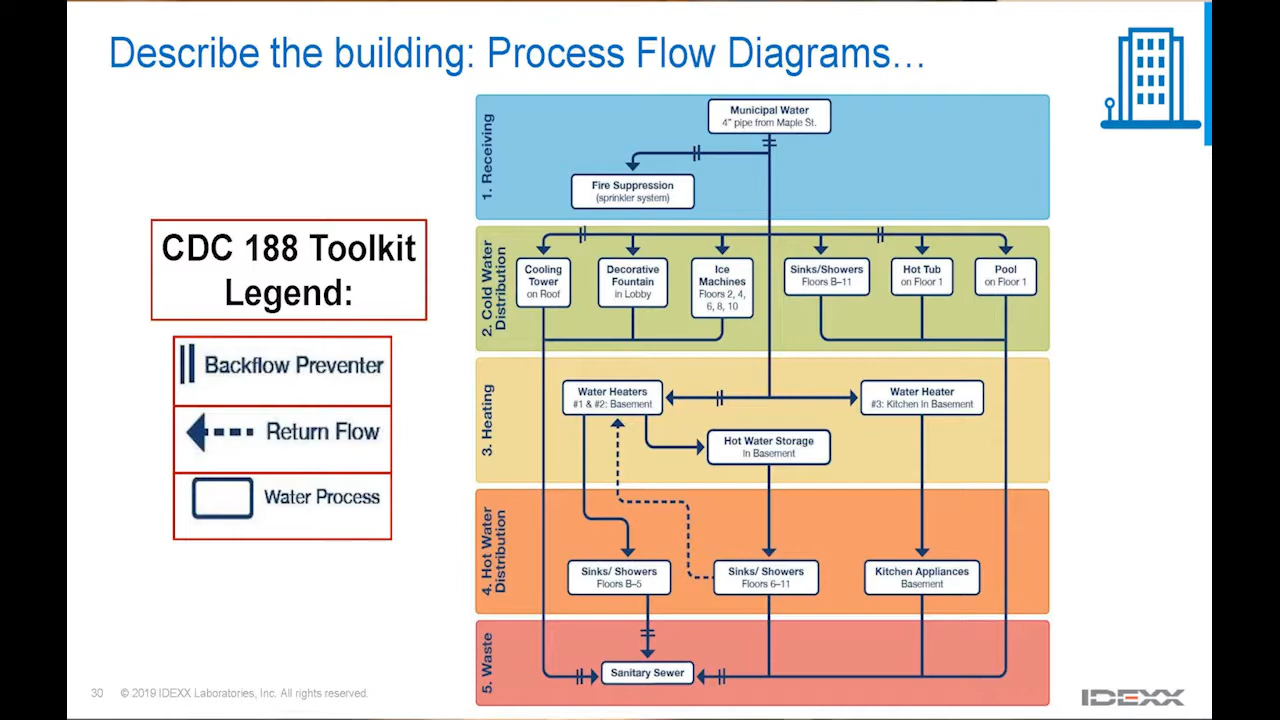 Describe the building: Process Flow Diagrams…
CDC 188 Toolkit
Legend:
Backflow Preventer
Return Flow
Water Process
1. Receiving
Municipal Water
4" pipe from Maple St.
Fire Suppression
(sprinkler system)
2. Cold Water
Distribution
Cooling
Tower
on Roof
Decorative
Fountain
in Lobby
Ice
Machines
Floors 2, 4,
6, 8, 10
Sinks/Showers
Floors B–11
Hot Tub
on Floor 1
Pool
on Floor 1
3. Heating
Water Heaters
#1 & #2: Basement
Water Heater
#3: Kitchen In Basement
Hot Water Storage
In Basement
4. Hot Water
Distribution
Sinks/ Showers
Floors B–5
Sinks/ Showers
Floors 6–11
Kitchen Appliances
Basement
5. Waste
Sanitary Sewer
30 © 2019 IDEXX Laboratories, Inc. All rights reserved.
IDEXX